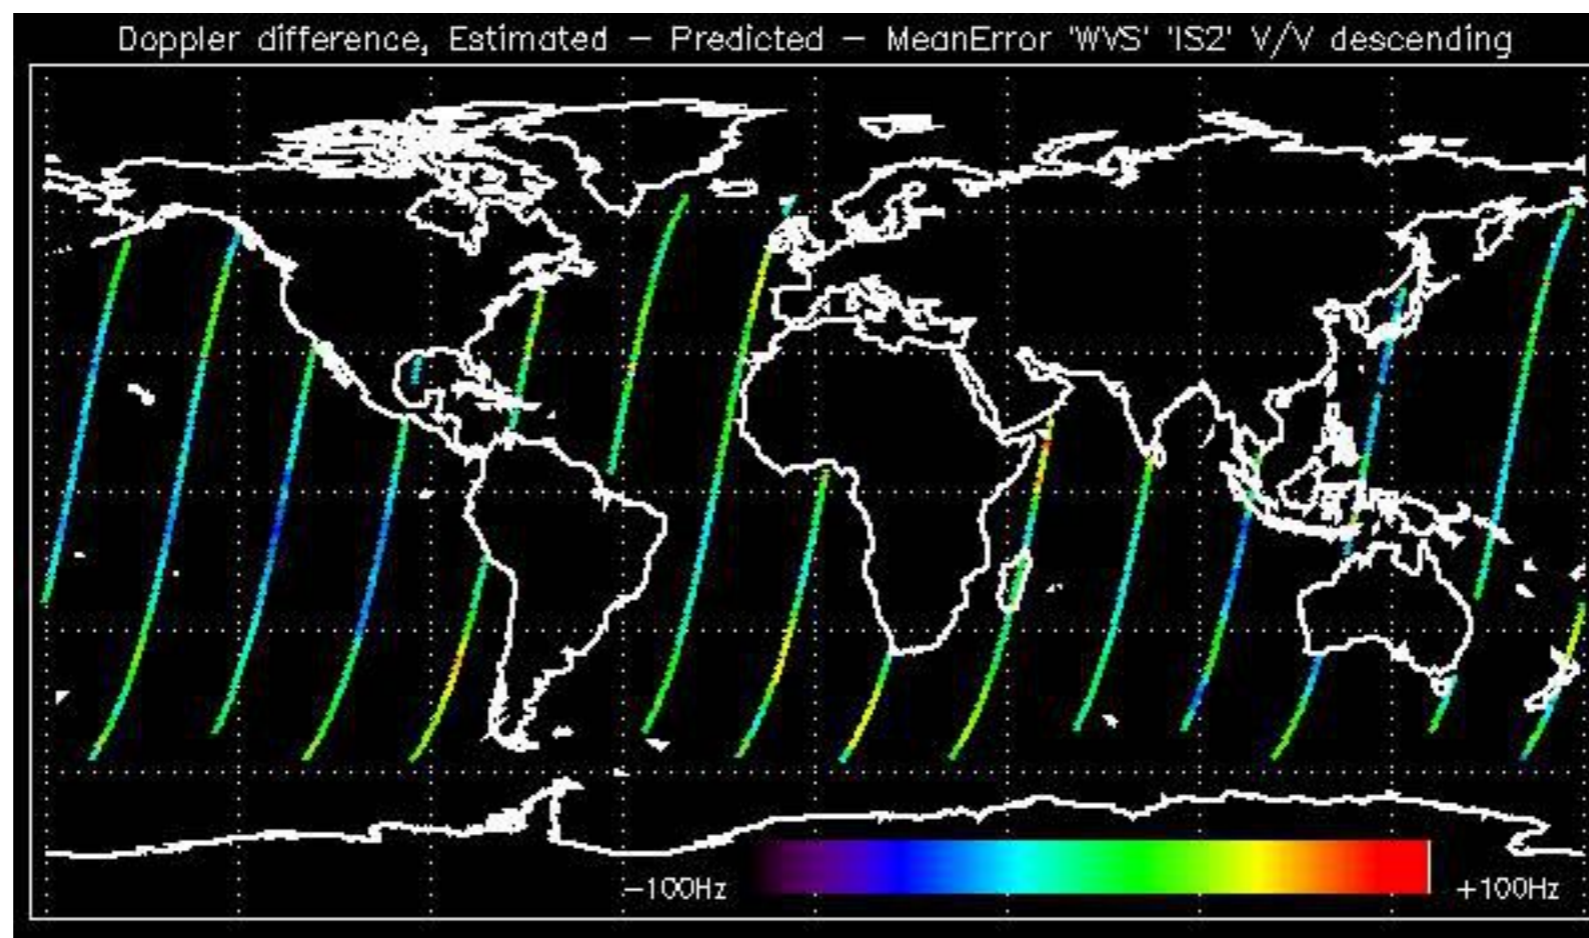 Doppler difference, Estimated - Predicted - MeanError 'WVS' 'IS2' V/V descending
-100Hz
+100Hz